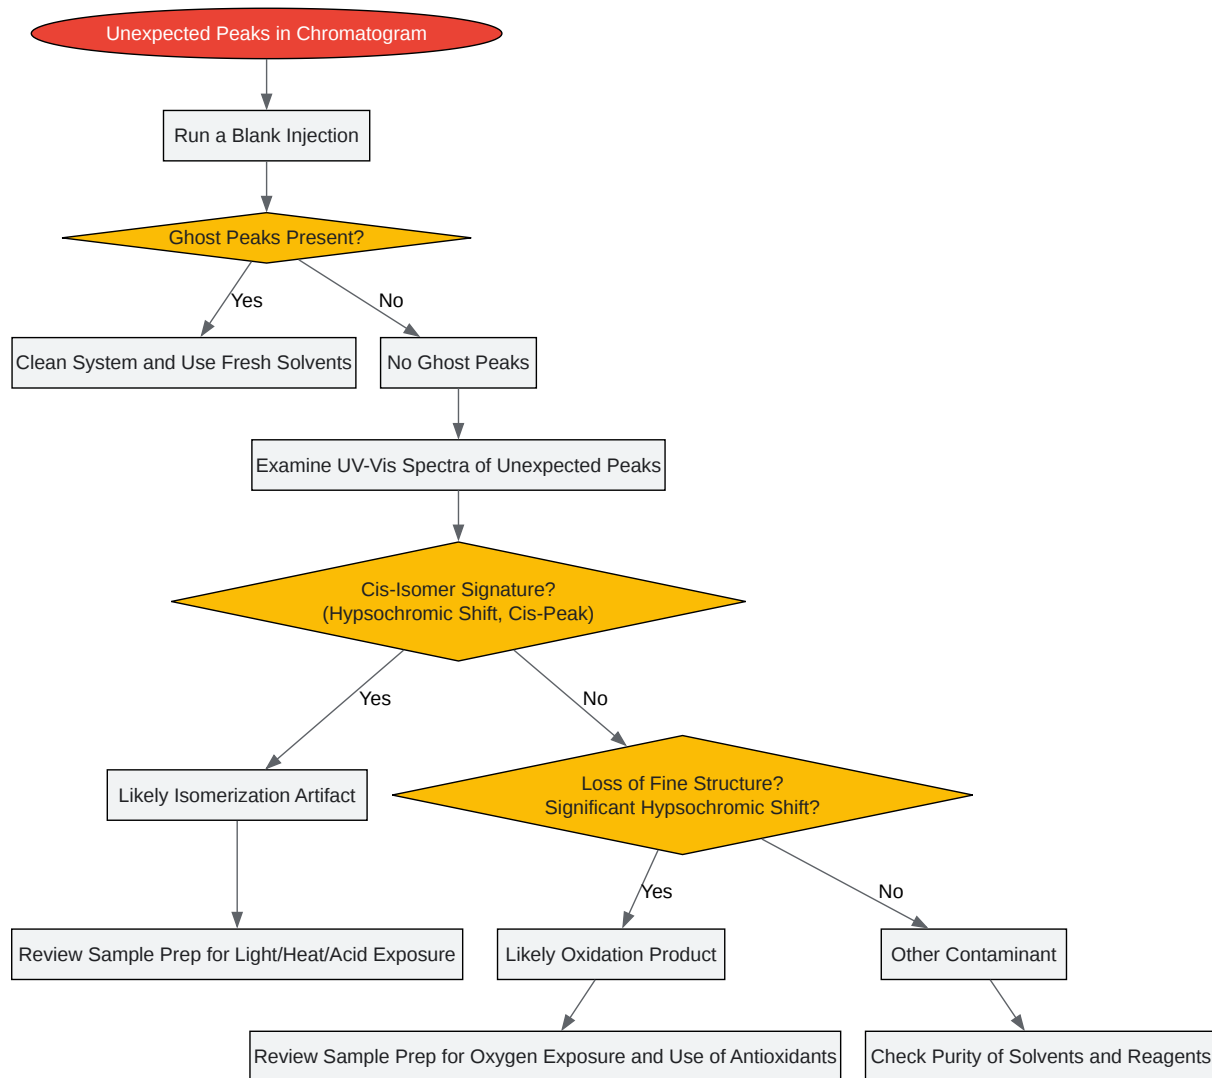 Unexpected Peaks in Chromatogram
Run a Blank Injection
Ghost Peaks Present?
Yes
No
Clean System and Use Fresh Solvents
No Ghost Peaks
Examine UV-Vis Spectra of Unexpected Peaks
Cis-Isomer Signature?
(Hypsochromic Shift, Cis-Peak)
Yes
No
Likely Isomerization Artifact
Loss of Fine Structure?
Significant Hypsochromic Shift?
Yes
No
Review Sample Prep for Light/Heat/Acid Exposure
Likely Oxidation Product
Other Contaminant
Review Sample Prep for Oxygen Exposure and Use of Antioxidants
Check Purity of Solvents and Reagents